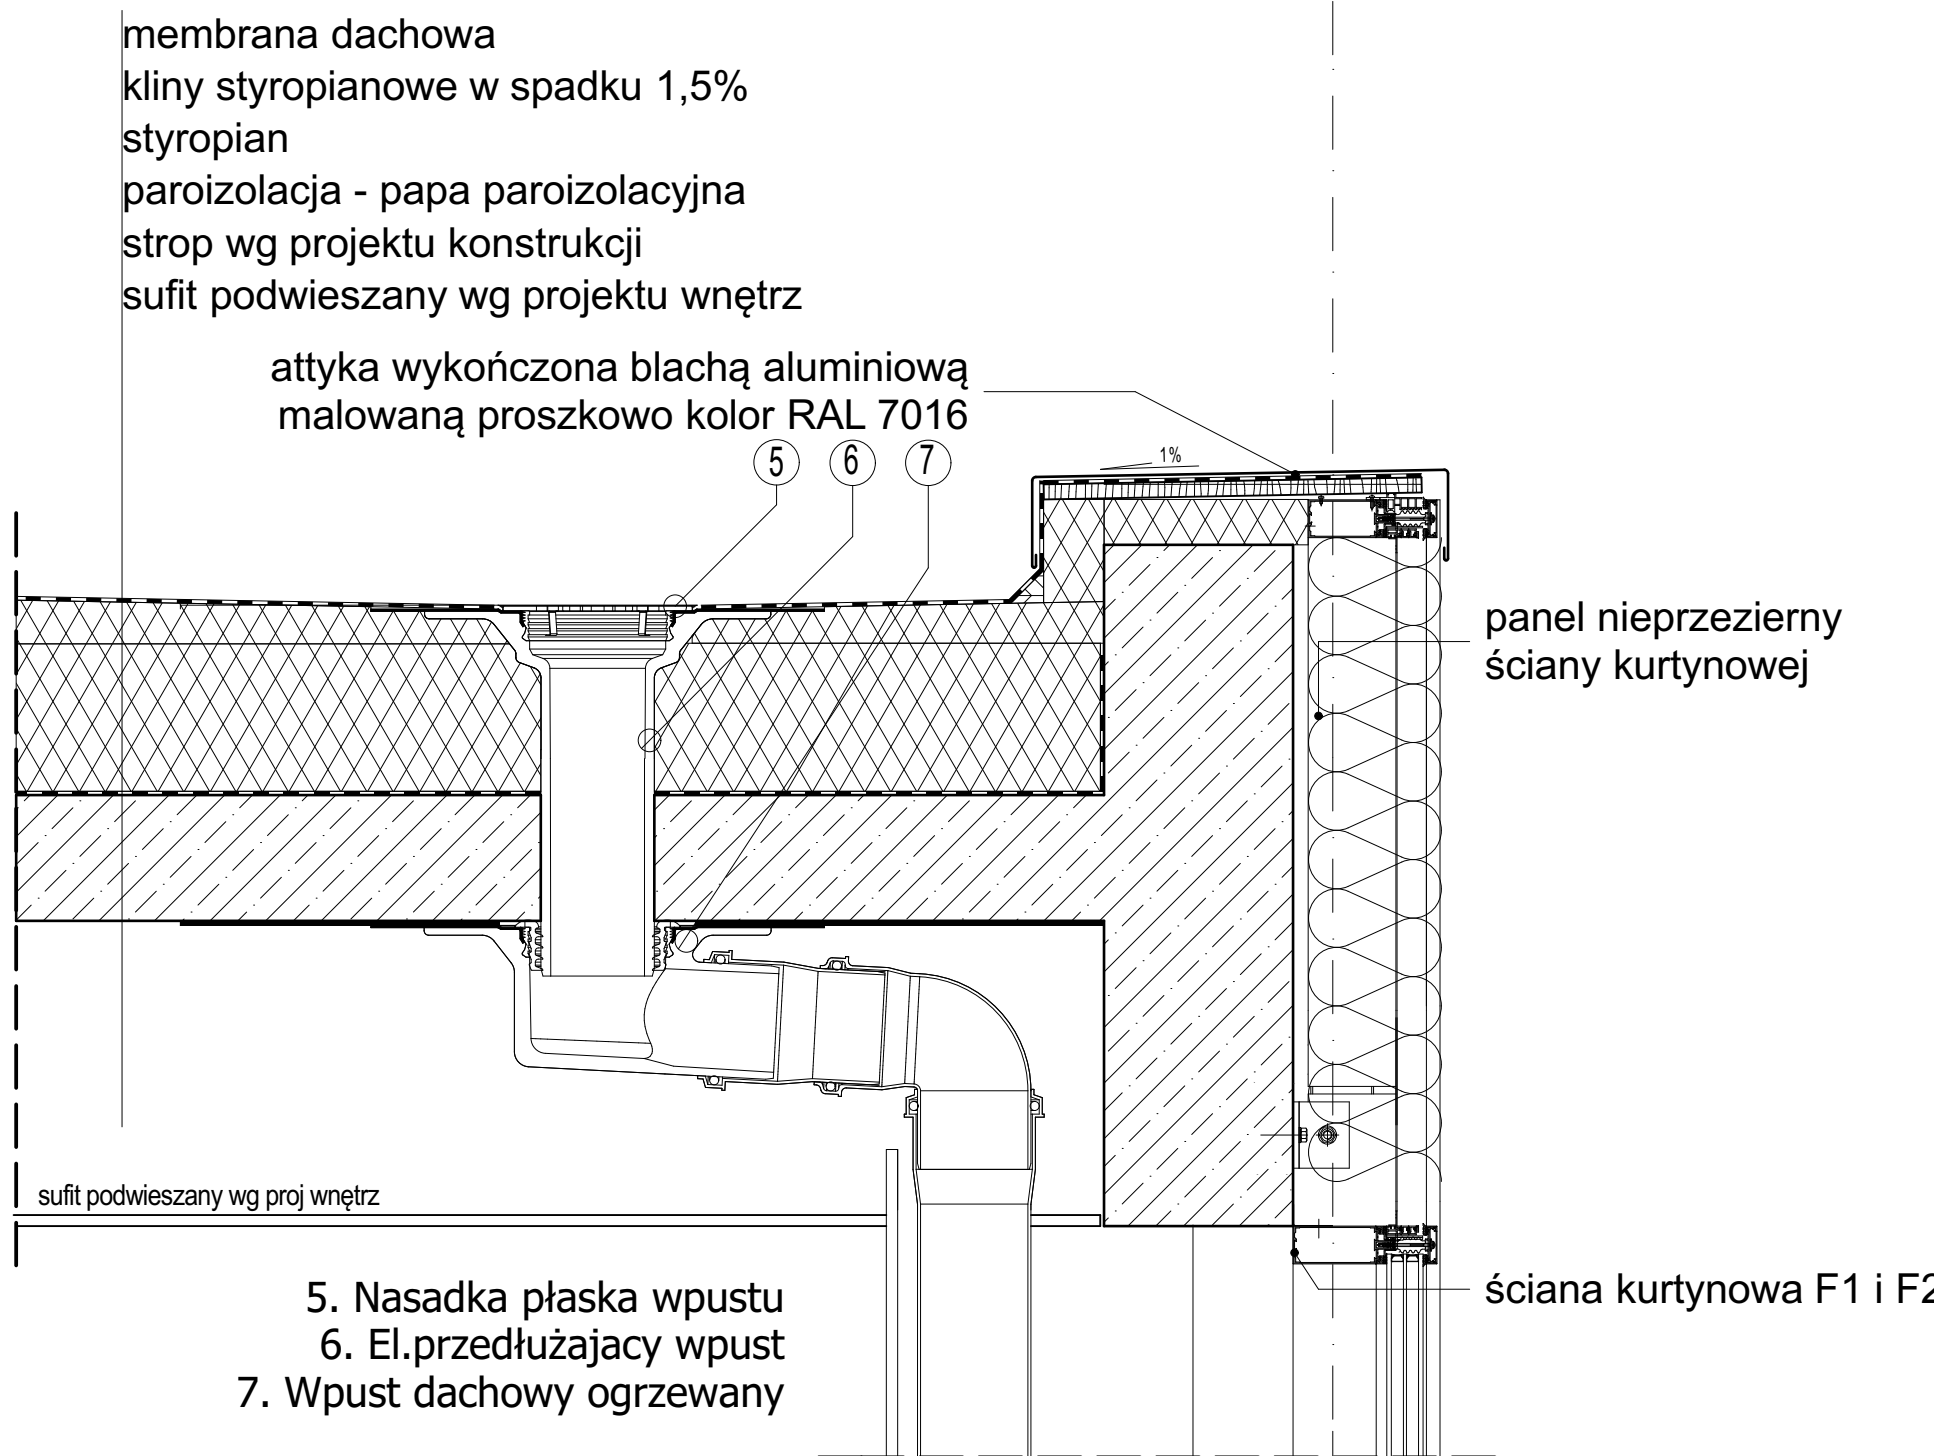 membrana dachowa
kliny styropianowe w spadku 1,5%
styropian
paroizolacja - papa paroizolacyjna
strop wg projektu konstrukcji
sufit podwieszany wg projektu wnętrz
attyka wykończona blachą aluminiową
malowaną proszkowo kolor RAL 7016
5 6 7
1%
panel nieprzezierny
ściany kurtynowej
sufit podwieszany wg proj wnętrz
ściana kurtynowa F1 i F2
5. Nasadka płaska wpustu
6. El.przedłużajacy wpust
7. Wpust dachowy ogrzewany